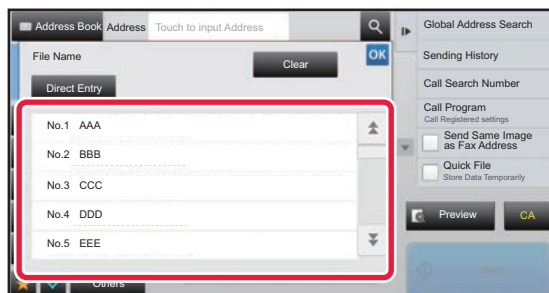 Address Book Address Touch to input Address
File Name
Clear
OK
Direct Entry
No.1 AAA
No.2 BBB
No.3 CCC
No.4 DDD
No.5 EEE
Others
Global Address Search
Sending History
Call Search Number
Call Program
Call Registered settings
Send Same Image
as Fax Address
Quick File
Store Data Temporarily
Preview
CA
Start